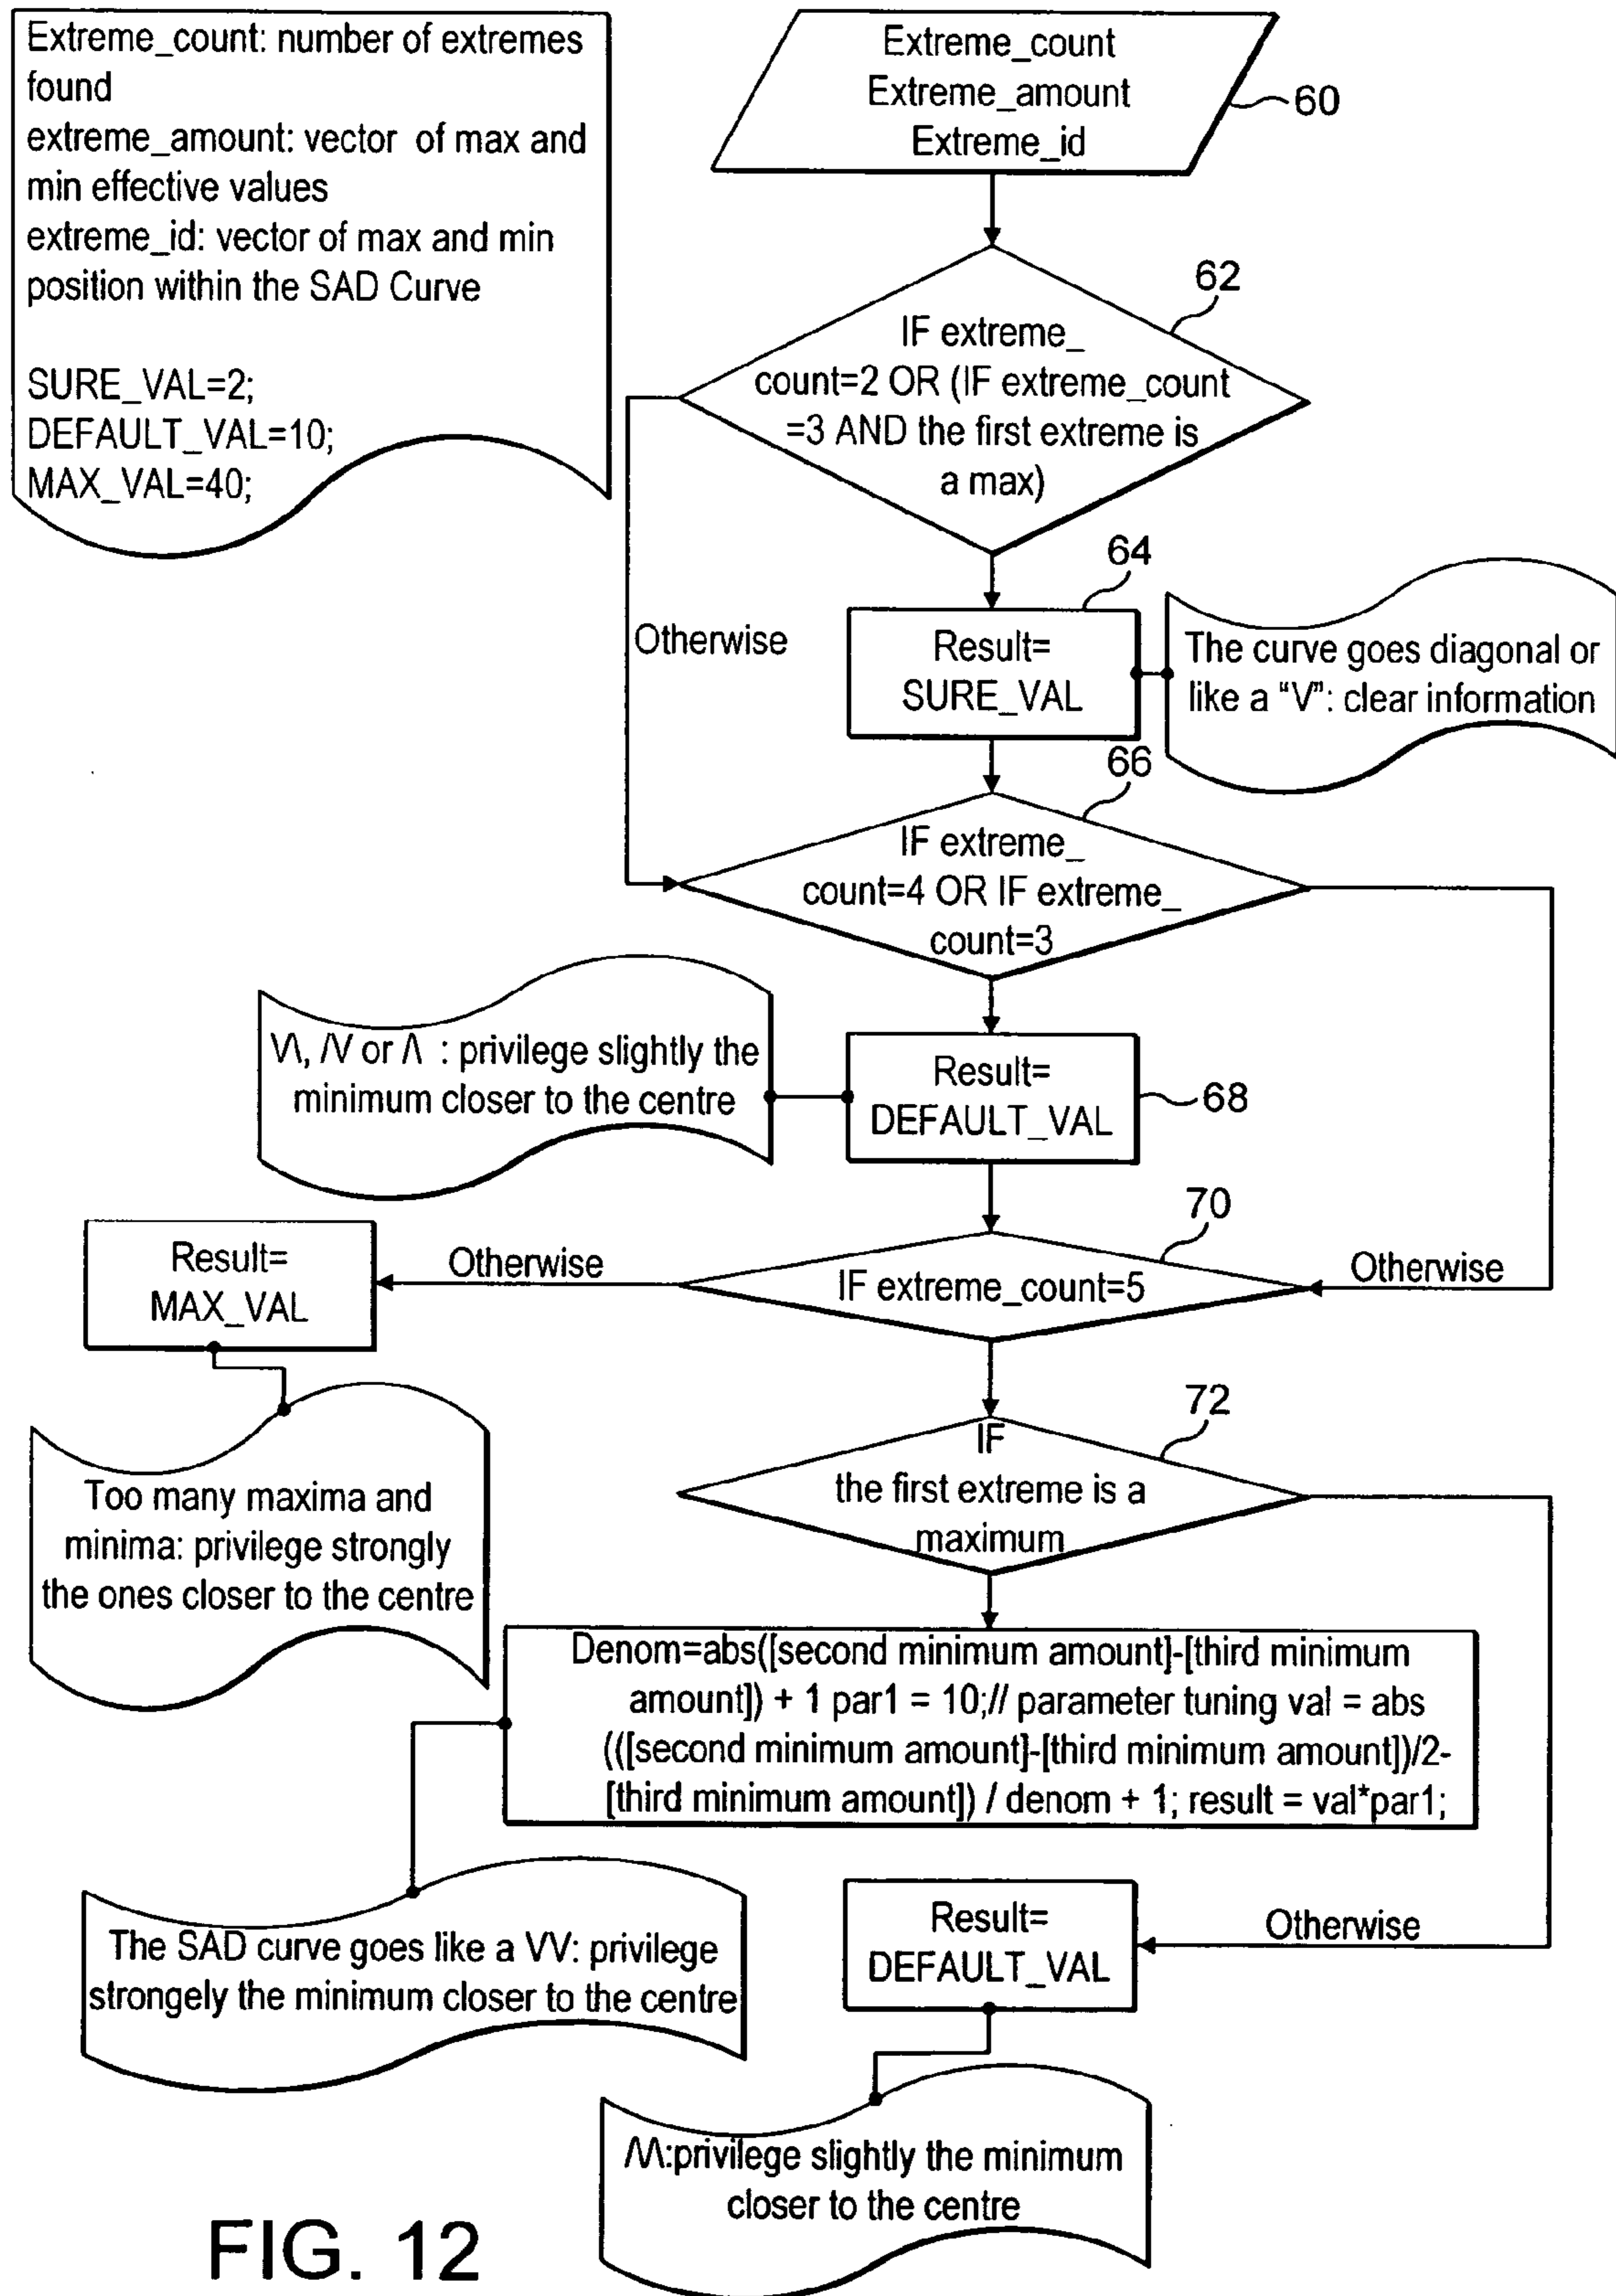 Extreme_count: number of extremes
found
extreme_amount: vector of max and
min effective values
extreme_id: vector of max and min
position within the SAD Curve
SURE_VAL=2;
DEFAULT_VAL=10;
MAX_VAL=40;
Extreme_count
Extreme_amount
Extreme_id
60
62
IF extreme_
count=2 OR (IF extreme_count
=3 AND the first extreme is
a max)
Otherwise
64
Result=
SURE_VAL
The curve goes diagonal or
like a "V": clear information
66
IF extreme_
count=4 OR IF extreme_
count=3
V\, /V or /\ : privilege slightly the
minimum closer to the centre
Result=
DEFAULT_VAL
68
70
Result=
MAX_VAL
Otherwise
IF extreme_count=5
Otherwise
72
IF
the first extreme is a
maximum
Too many maxima and
minima: privilege strongly
the ones closer to the centre
Denom=abs([second minimum amount]-[third minimum
amount]) + 1 par1 = 10;// parameter tuning val = abs
(([second minimum amount]-[third minimum amount])/2-
[third minimum amount]) / denom + 1; result = val*par1;
The SAD curve goes like a VV: privilege
strongely the minimum closer to the centre
Result=
DEFAULT_VAL
Otherwise
/\/\:privilege slightly the minimum
closer to the centre
FIG. 12